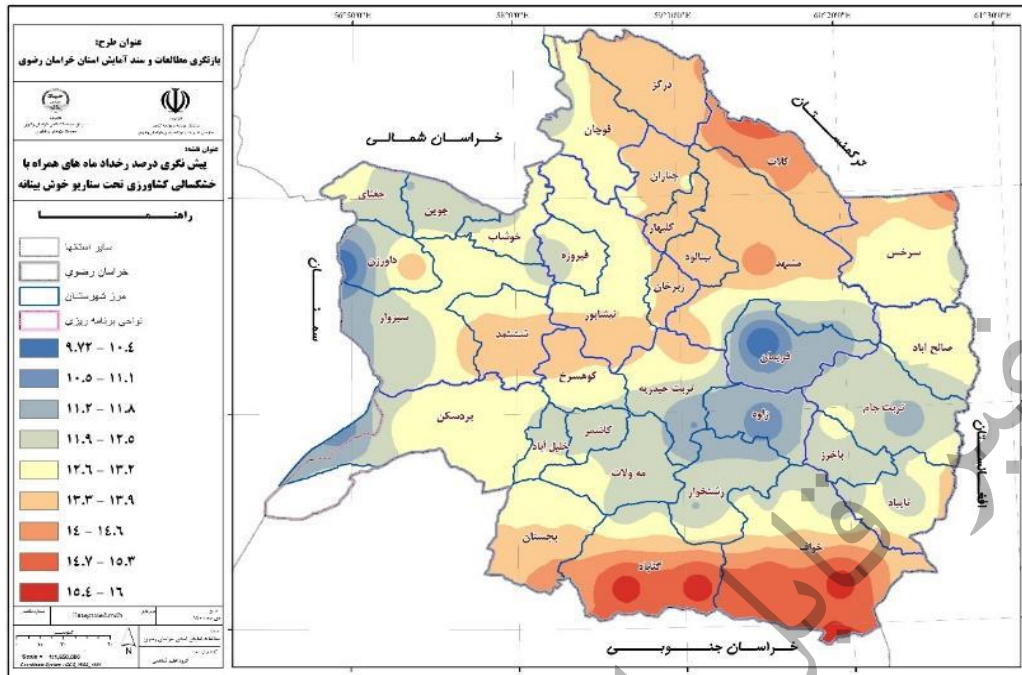 عنوان طرح:
بازنگری مطالعات و سند آمایش استان خراسان رضوی
عنوان نقشه:
پیش نگری درصد رخداد ماه های همراه با
خشکسالی کشاورزی تحت سناریو خوش بینانه
راهنما
سایر استانها
خراسان رضوی
مرز شهرستان
نواحی برنامه ریزی
۹.۷۲ – ۱۰.٤
۱۰.۵ – ۱۱.۱
۱۱.۲ – ۱۱.۸
۱۱.۹ – ۱۲.۵
۱۲.٦ – ۱۳.۲
۱۳.۳ – ۱۳.۹
۱٤ – ۱٤.٦
۱٤.۷ – ۱۵.۳
۱۵.٤ – ۱٦
N
خراسان شمالی
ترکمنستان
سمنان
افغانستان
خراسان جنوبی
درگز
قوچان
کلات
چناران
جغتای
جوین
گلبهار
خوشاب
فیروزه
بینالود
مشهد
سرخس
داورزن
زبرخان
سبزوار
نیشابور
ششتمد
فریمان
صالح آباد
کوهسرخ
تربت حیدریه
بردسکن
کاشمر
زاوه
تربت جام
خلیل آباد
باخرز
مه ولات
رشتخوار
تایباد
بجستان
خواف
گناباد